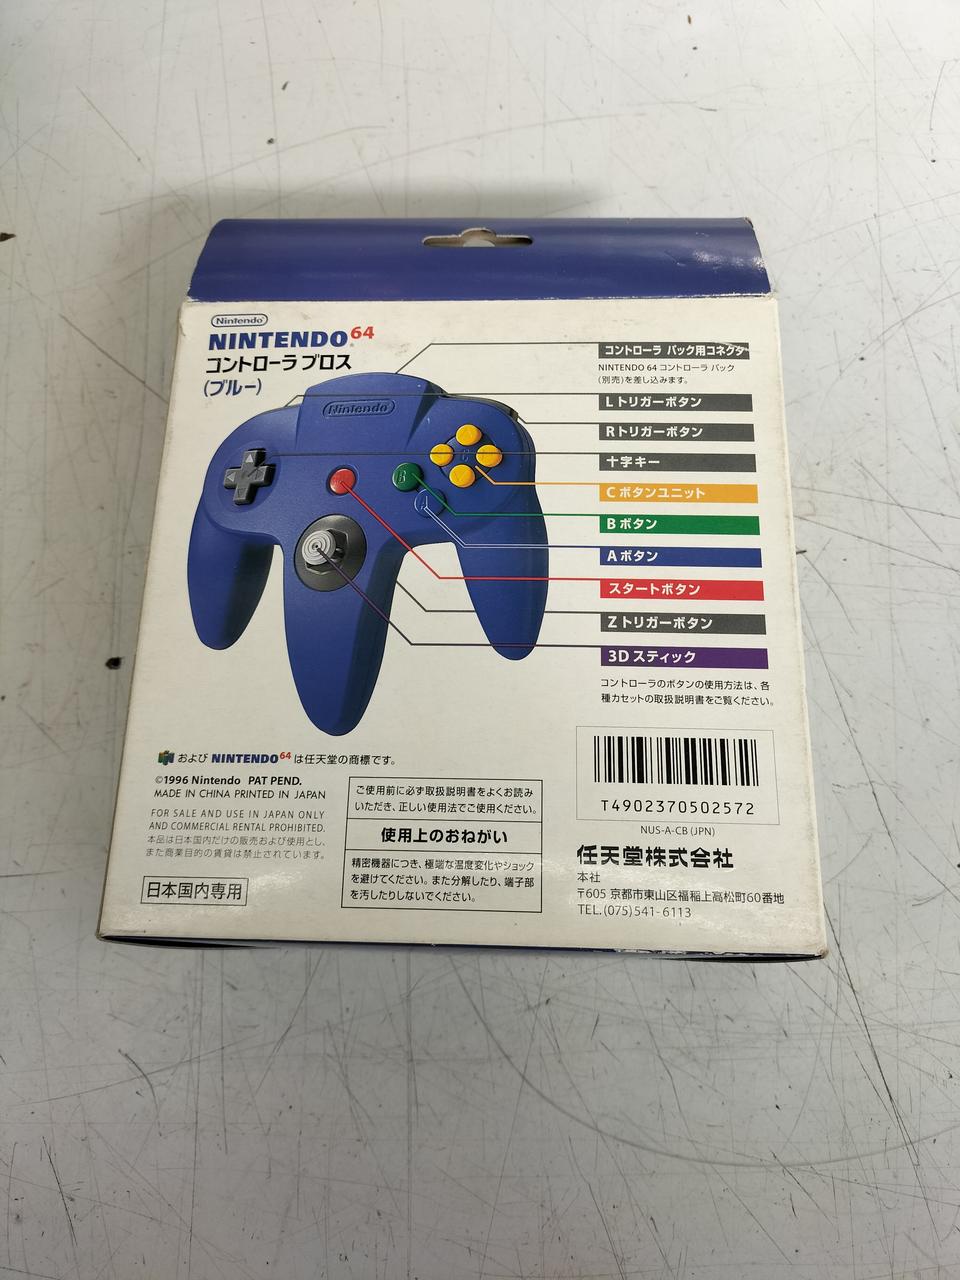 Nintendo
NINTENDO64
コントローラ ブロス
(ブルー)
Nintendo
コントローラ パック用コネクタ
NINTENDO 64 コントローラ パック
(別売)を差し込みます。
L トリガーボタン
R トリガーボタン
十字キー
C ボタンユニット
B ボタン
A ボタン
スタートボタン
Z トリガーボタン
3D スティック
コントローラのボタンの使用方法は、各
種カセットの取扱説明書をご覧ください。
B
A
および NINTENDO64 は任天堂の商標です。
©1996 Nintendo PAT PEND.
MADE IN CHINA PRINTED IN JAPAN
FOR SALE AND USE IN JAPAN ONLY
AND COMMERCIAL RENTAL PROHIBITED.
本品は日本国内だけの販売および使用とし、
また商業目的の賃貸は禁止されています。
日本国内専用
ご使用前に必ず取扱説明書をよくお読み
いただき、正しい使用法でご使用ください。
使用上のおねがい
精密機器につき、極端な温度変化やショック
を避けてください。また分解したり、端子部
を汚したりしないでください。
T4902370502572
NUS-A-CB (JPN)
任天堂株式会社
本社
〒605 京都市東山区福稲上高松町60番地
TEL.(075)541-6113